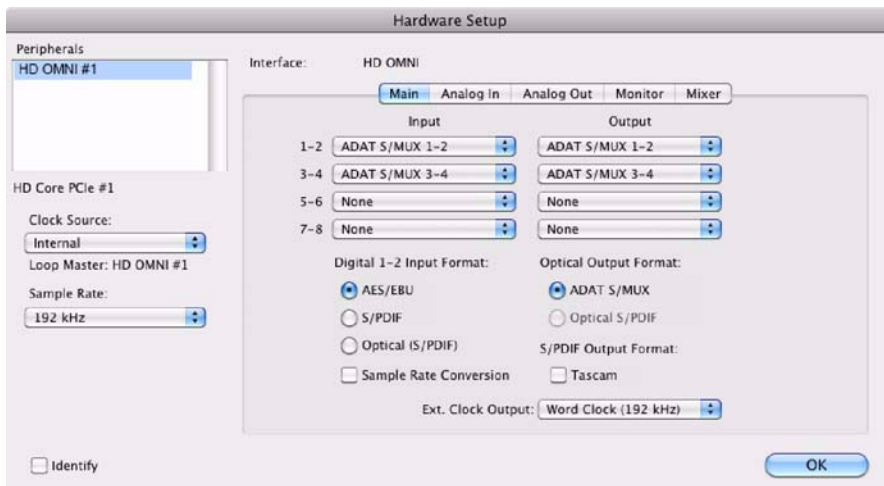 Hardware Setup
Peripherals
HD OMNI #1
HD Core PCIe #1
Clock Source:
Internal
Loop Master: HD OMNI #1
Sample Rate:
192 kHz
Identify
Interface: HD OMNI
Main Analog In Analog Out Monitor Mixer
Input Output
1-2 ADAT S/MUX 1-2 ADAT S/MUX 1-2
3-4 ADAT S/MUX 3-4 ADAT S/MUX 3-4
5-6 None None
7-8 None None
Digital 1-2 Input Format: Optical Output Format:
AES/EBU ADAT S/MUX
S/PDIF Optical S/PDIF
Optical (S/PDIF) S/PDIF Output Format:
Sample Rate Conversion Tascam
Ext. Clock Output: Word Clock (192 kHz)
OK